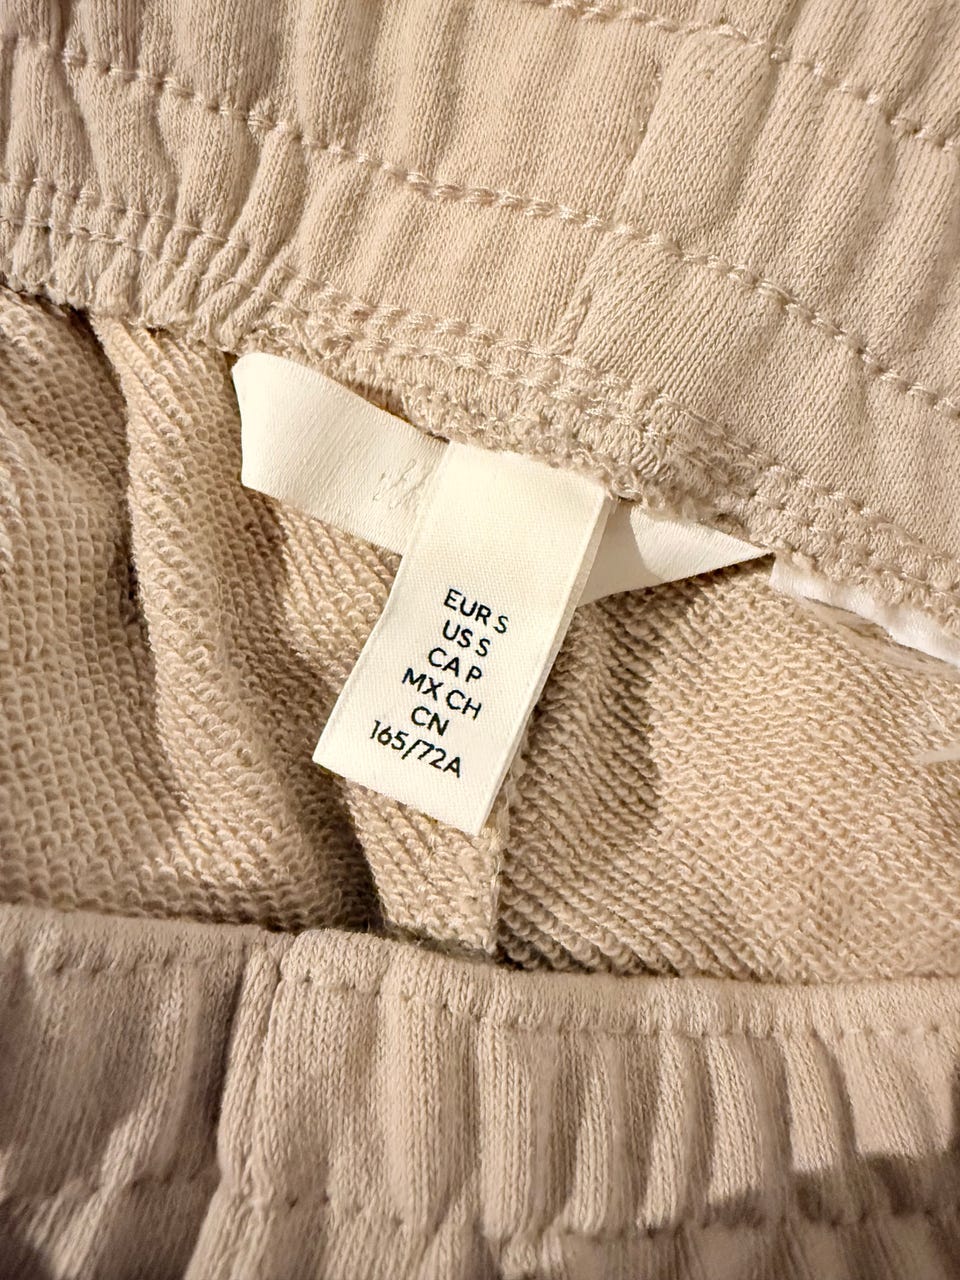 EUR S
US S
CA P
MX CH
CN
165/72A